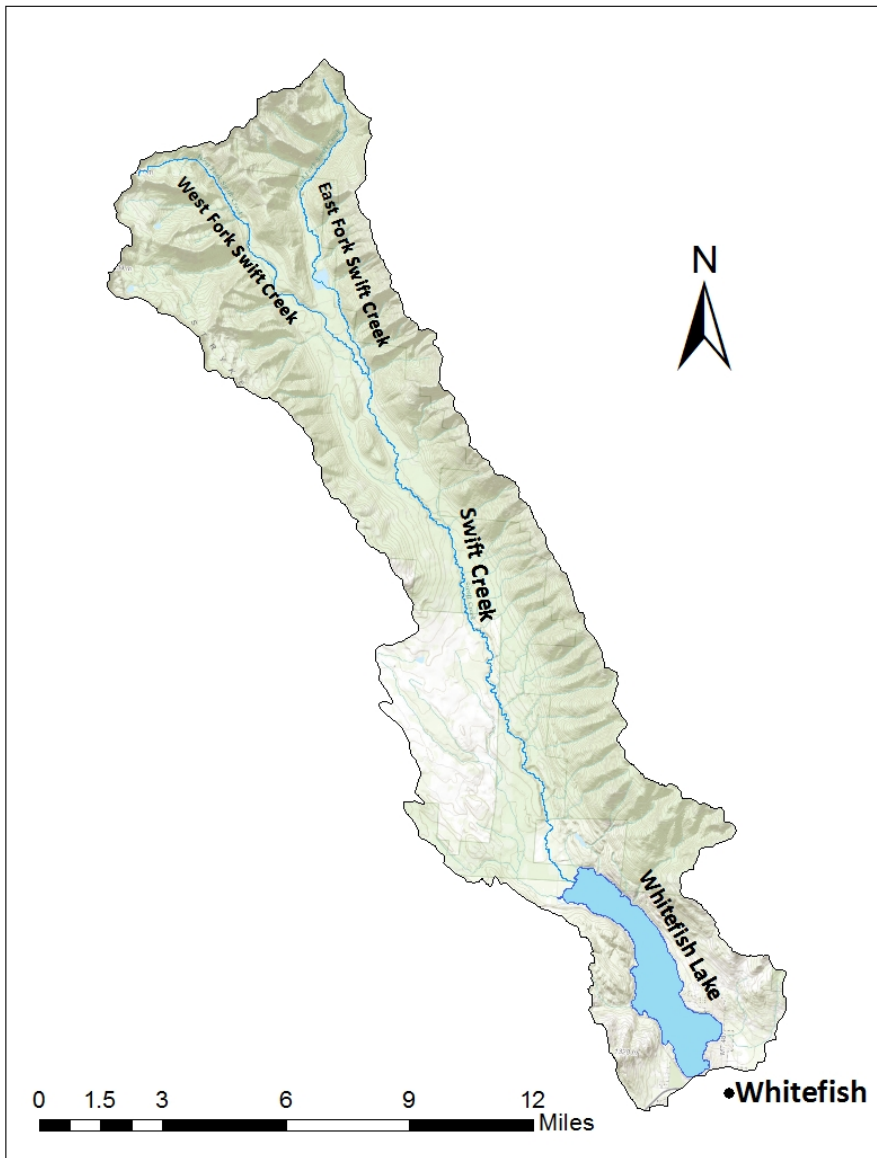 West Fork Swift Creek
East Fork Swift Creek
N
Swift Creek
Whitefish Lake
Whitefish
0 1.5 3 6 9 12
Miles